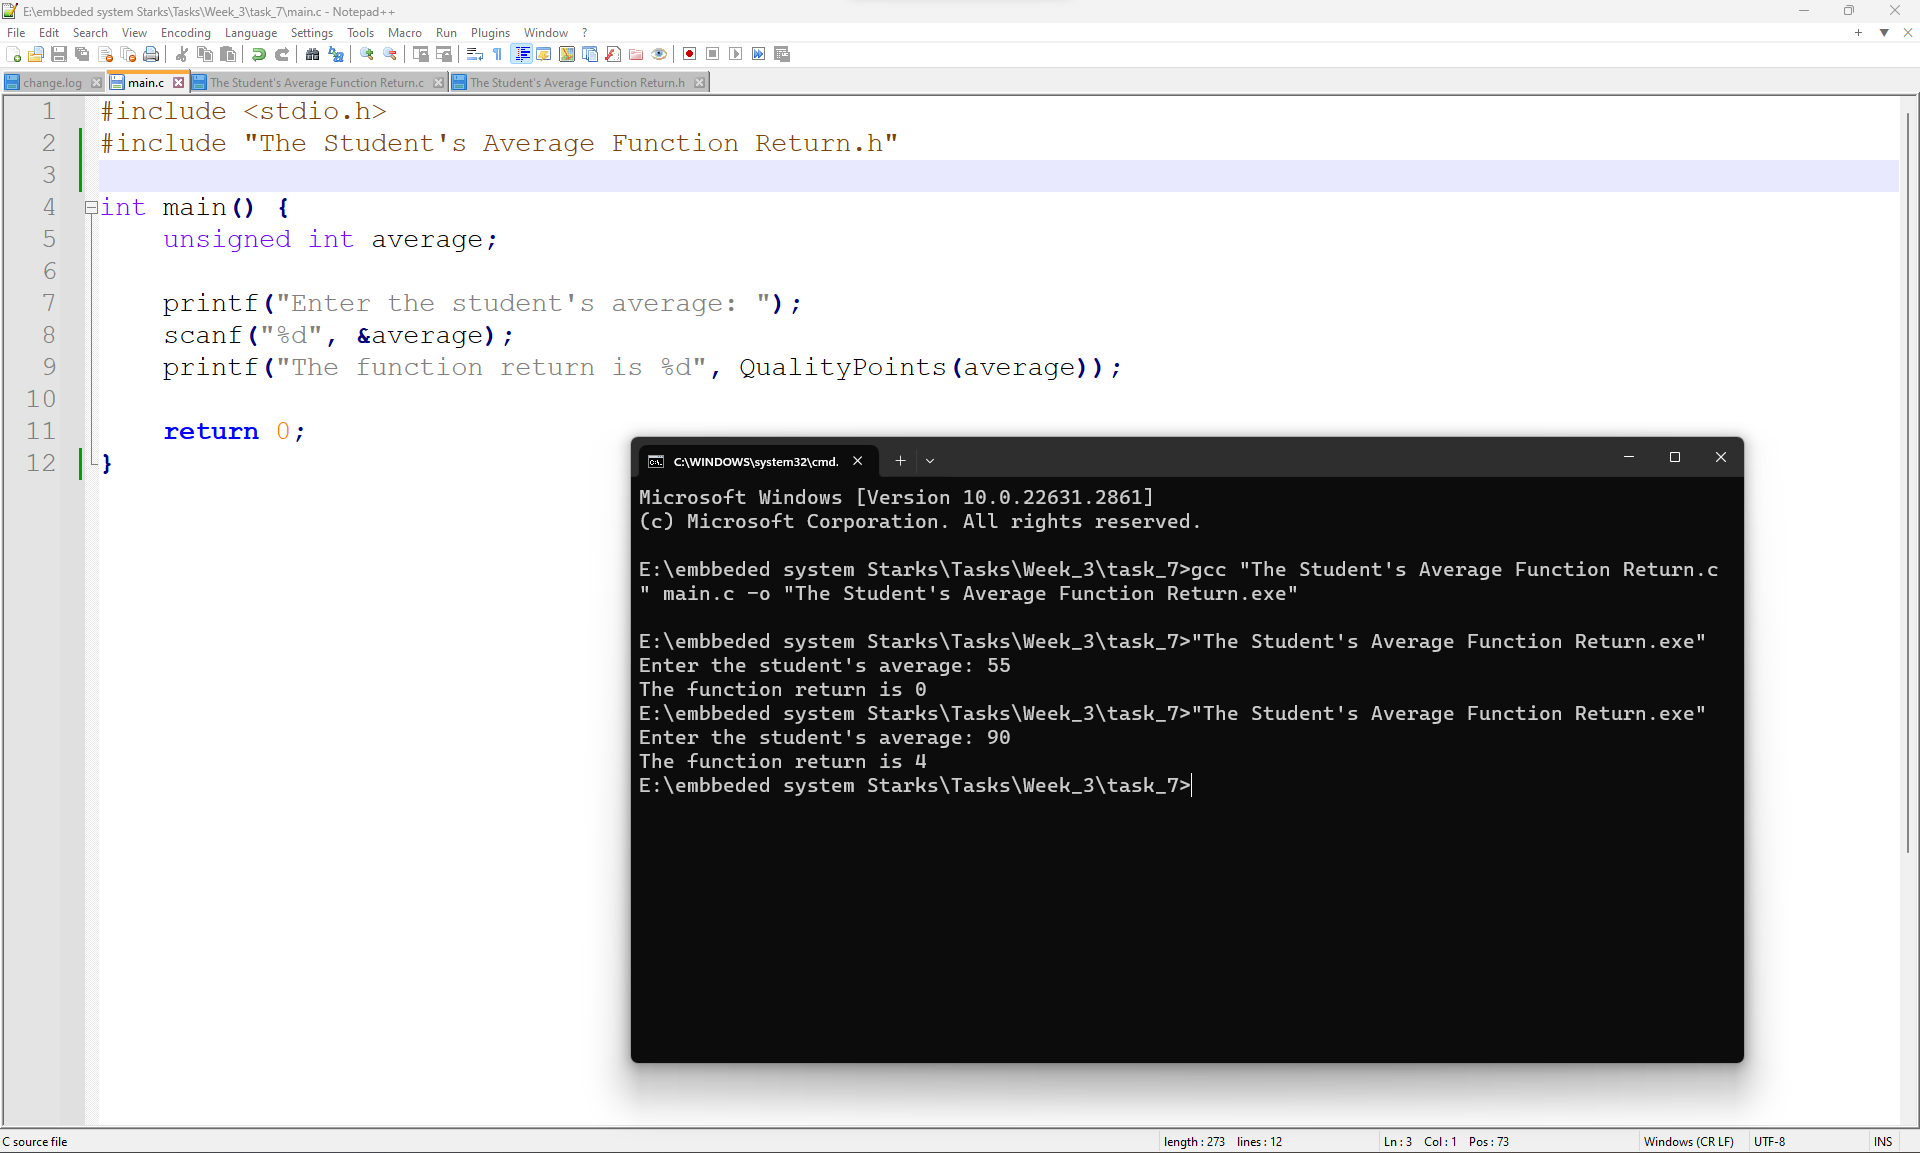 E:\embbeded system Starks\Tasks\Week_3\task_7\main.c - Notepad++
File Edit Search View Encoding Language Settings Tools Macro Run Plugins Window ?
change.log main.c The Student's Average Function Return.c The Student's Average Function Return.h
1 #include <stdio.h>
2 #include "The Student's Average Function Return.h"
3
4 int main() {
5 unsigned int average;
6
7 printf("Enter the student's average: ");
8 scanf("%d", &average);
9 printf("The function return is %d", QualityPoints(average));
10
11 return 0;
12 }
C:\WINDOWS\system32\cmd.
Microsoft Windows [Version 10.0.22631.2861]
(c) Microsoft Corporation. All rights reserved.
E:\embbeded system Starks\Tasks\Week_3\task_7>gcc "The Student's Average Function Return.c
" main.c -o "The Student's Average Function Return.exe"
E:\embbeded system Starks\Tasks\Week_3\task_7>"The Student's Average Function Return.exe"
Enter the student's average: 55
The function return is 0
E:\embbeded system Starks\Tasks\Week_3\task_7>"The Student's Average Function Return.exe"
Enter the student's average: 90
The function return is 4
E:\embbeded system Starks\Tasks\Week_3\task_7>
C source file length : 273 lines : 12 Ln : 3 Col : 1 Pos : 73 Windows (CR LF) UTF-8 INS